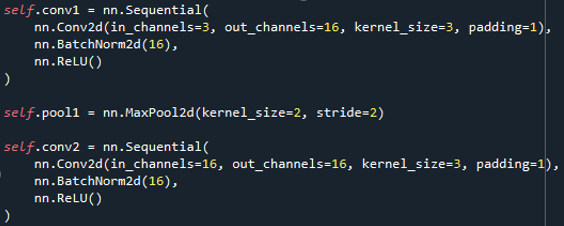 self.conv1 = nn.Sequential(
    nn.Conv2d(in_channels=3, out_channels=16, kernel_size=3, padding=1),
    nn.BatchNorm2d(16),
    nn.ReLU()
)
self.pool1 = nn.MaxPool2d(kernel_size=2, stride=2)
self.conv2 = nn.Sequential(
    nn.Conv2d(in_channels=16, out_channels=16, kernel_size=3, padding=1),
    nn.BatchNorm2d(16),
    nn.ReLU()
)